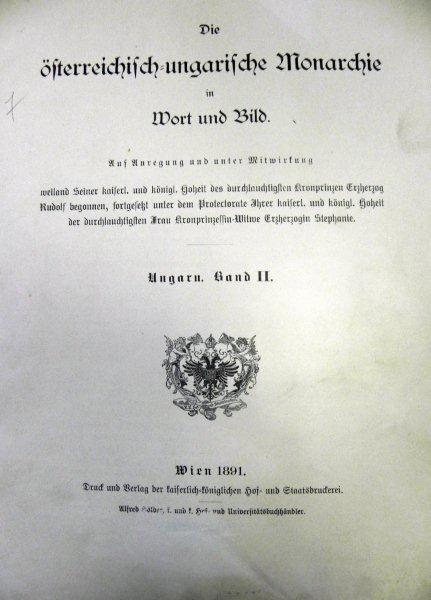 Die
österreichisch-ungarische Monarchie
in
Wort und Bild.
Auf Anregung und unter Mitwirkung
weiland Seiner kaiserl. und königl. Hoheit des durchlauchtigsten Kronprinzen Erzherzog
Rudolf begonnen, fortgesetzt unter dem Protectorate Ihrer kaiserl. und königl. Hoheit
der durchlauchtigsten Frau Kronprinzessin-Witwe Erzherzogin Stephanie.
Ungarn. Band II.
Wien 1891.
Druck und Verlag der kaiserlich-königlichen Hof- und Staatsdruckerei.
Alfred Hölder, k. und k. Hof- und Universitätsbuchhändler.